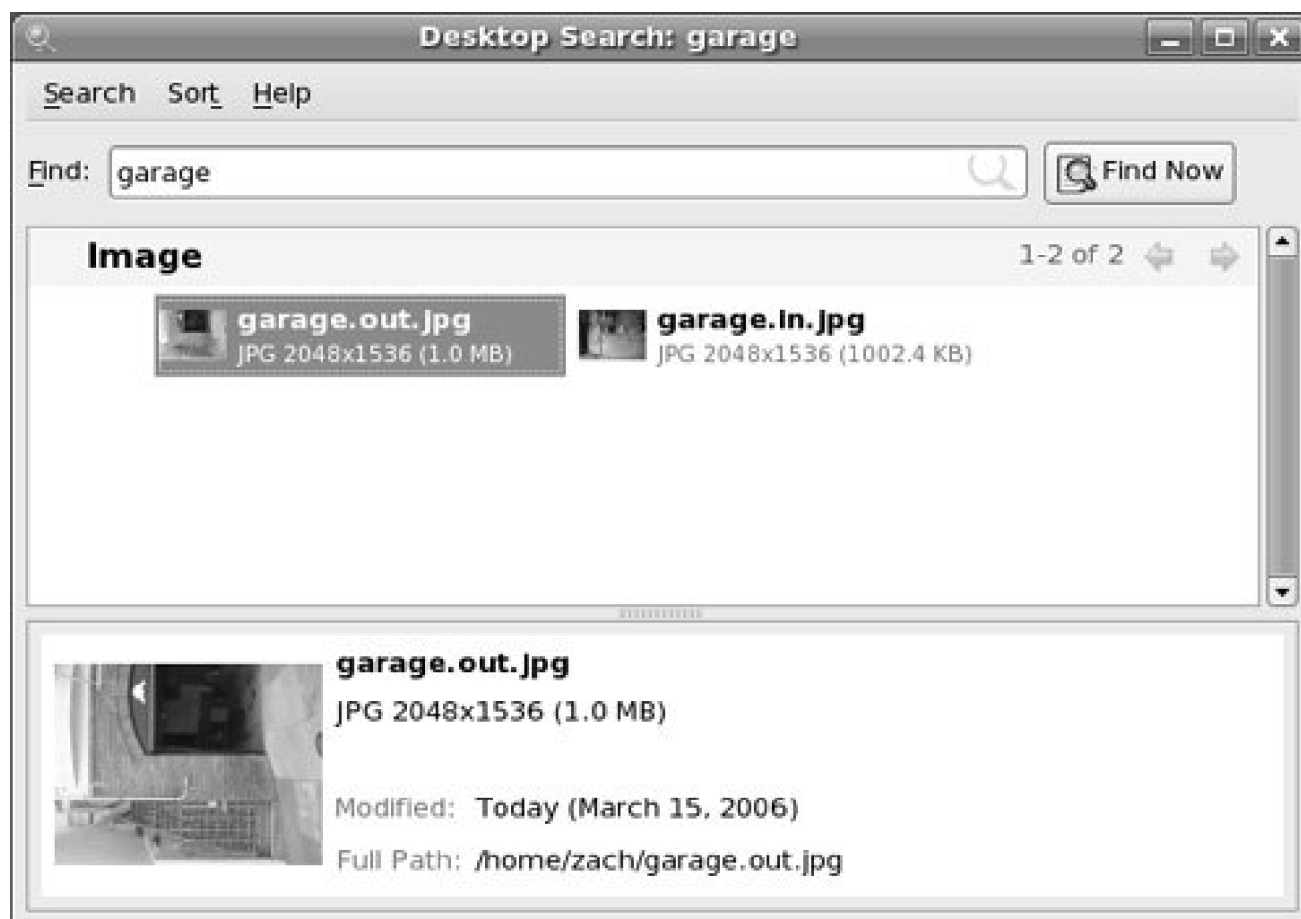 Desktop Search: garage
Search Sort Help
Find: garage Find Now
Image 1-2 of 2
garage.out.jpg garage.in.jpg
JPG 2048x1536 (1.0 MB) JPG 2048x1536 (1002.4 KB)
garage.out.jpg
JPG 2048x1536 (1.0 MB)
Modified: Today (March 15, 2006)
Full Path: /home/zach/garage.out.jpg